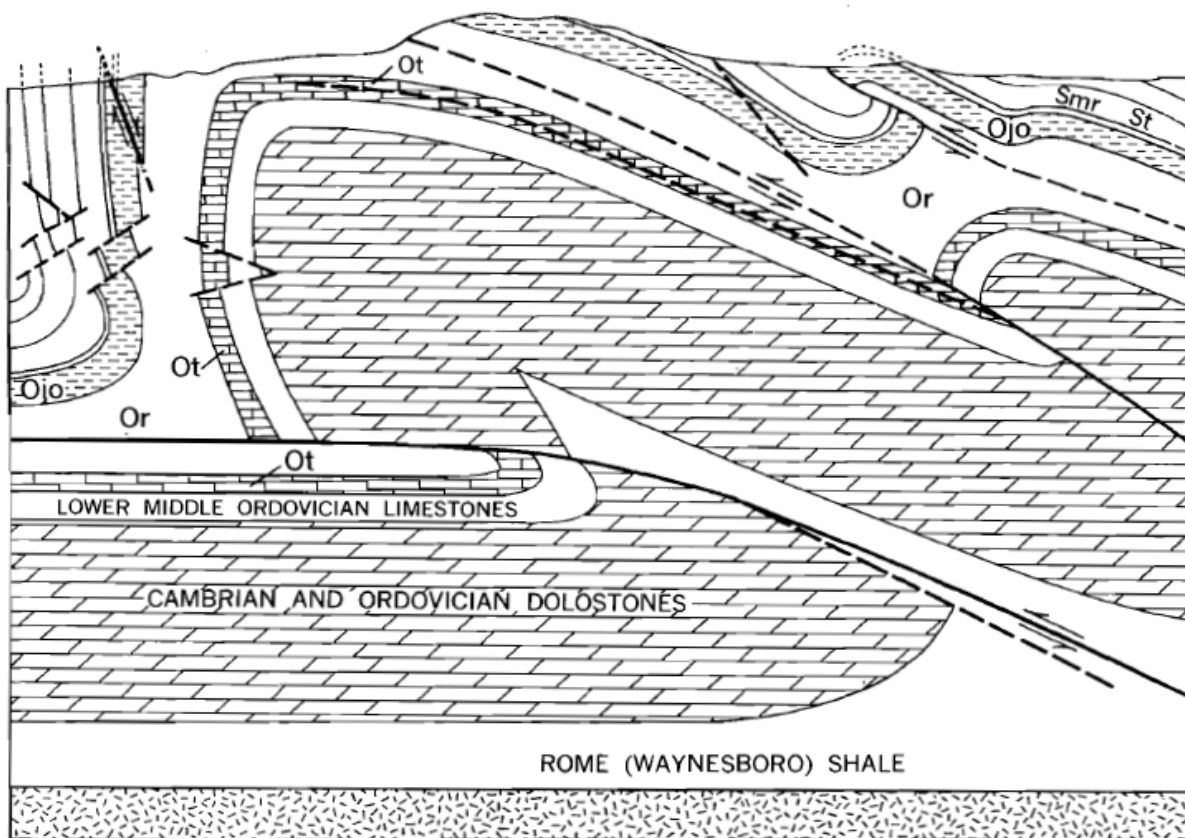 Ot
Smr
St
Ojo
Or
Ot
Ojo
Or
Ot
LOWER MIDDLE ORDOVICIAN LIMESTONES
CAMBRIAN AND ORDOVICIAN DOLOSTONES
ROME (WAYNESBORO) SHALE